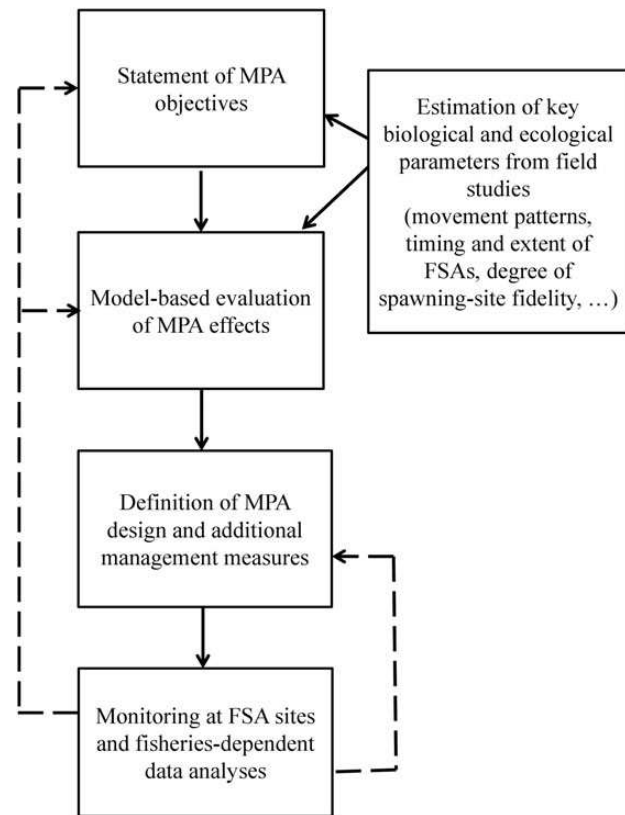 Statement of MPA
objectives
Estimation of key
biological and ecological
parameters from field
studies
(movement patterns,
timing and extent of
FSAs, degree of
spawning-site fidelity, …)
Model-based evaluation
of MPA effects
Definition of MPA
design and additional
management measures
Monitoring at FSA sites
and fisheries-dependent
data analyses